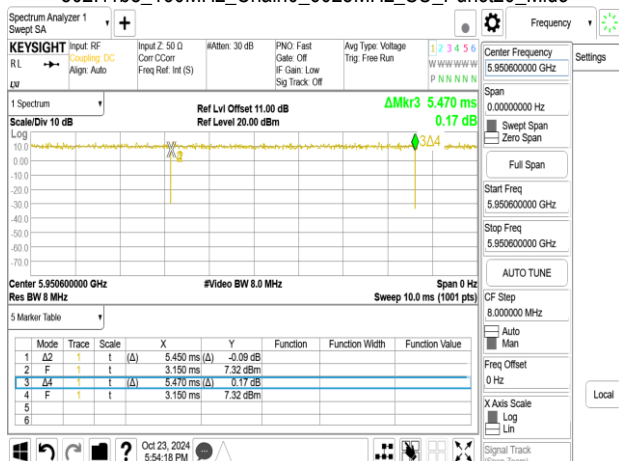 Spectrum Analyzer 1
Swept SA
+
Frequency
KEYSIGHT
RL
LXI
Input: RF
Coupling: DC
Align: Auto
Input Z: 50 Ω
Corr CCorr
Freq Ref: Int (S)
#Atten: 30 dB
PNO: Fast
Gate: Off
IF Gain: Low
Sig Track: Off
Avg Type: Voltage
Trig: Free Run
1 2 3 4 5 6
W W W W W W
P N N N N N
1 Spectrum
Scale/Div 10 dB
Ref Lvl Offset 11.00 dB
Ref Level 20.00 dBm
ΔMkr3 5.470 ms
0.17 dB
Log
10.0
0.00
-10.0
-20.0
-30.0
-40.0
-50.0
-60.0
-70.0
3Δ4
Center 5.950600000 GHz
#Video BW 8.0 MHz
Span 0 Hz
Res BW 8 MHz
Sweep 10.0 ms (1001 pts)
5 Marker Table
Mode Trace Scale X Y Function Function Width Function Value
1 Δ2 1 t (Δ) 5.450 ms (Δ) -0.09 dB
2 F 1 t 3.150 ms 7.32 dBm
3 Δ4 1 t (Δ) 5.470 ms (Δ) 0.17 dB
4 F 1 t 3.150 ms 7.32 dBm
5
6
Oct 23, 2024
5:54:18 PM
Center Frequency
5.950600000 GHz
Settings
Span
0.00000000 Hz
Swept Span
Zero Span
Full Span
Start Freq
5.950600000 GHz
Stop Freq
5.950600000 GHz
AUTO TUNE
CF Step
8.000000 MHz
Auto
Man
Freq Offset
0 Hz
X Axis Scale
Log
Lin
Local
Signal Track